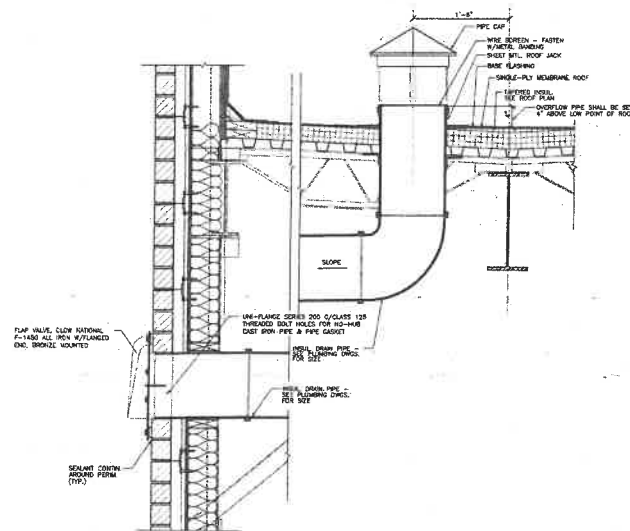 1'-6"
PIPE CAP
WIRE SCREEN - FASTEN
W/METAL BANDING
SHEET MTL. ROOF JACK
BASE FLASHING
SINGLE-PLY MEMBRANE ROOF
TAPERED INSUL.
SEE ROOF PLAN
OVERFLOW PIPE SHALL BE SE
4" ABOVE LOW POINT OF ROO
4"
SLOPE
UNI-FLANGE SERIES 200 C/CLASS 125
THREADED BOLT HOLES FOR NO-HUB
CAST IRON PIPE & PIPE GASKET
FLAP VALVE, CLOW NATIONAL
F-1450 ALL IRON W/FLANGED
END, BRONZE MOUNTED
INSUL DRAIN PIPE -
SEE PLUMBING DWGS.
FOR SIZE
INSUL DRAIN PIPE -
SEE PLUMBING DWGS.
FOR SIZE
SEALANT CONTIN.
AROUND PERIM.
(TYP.)